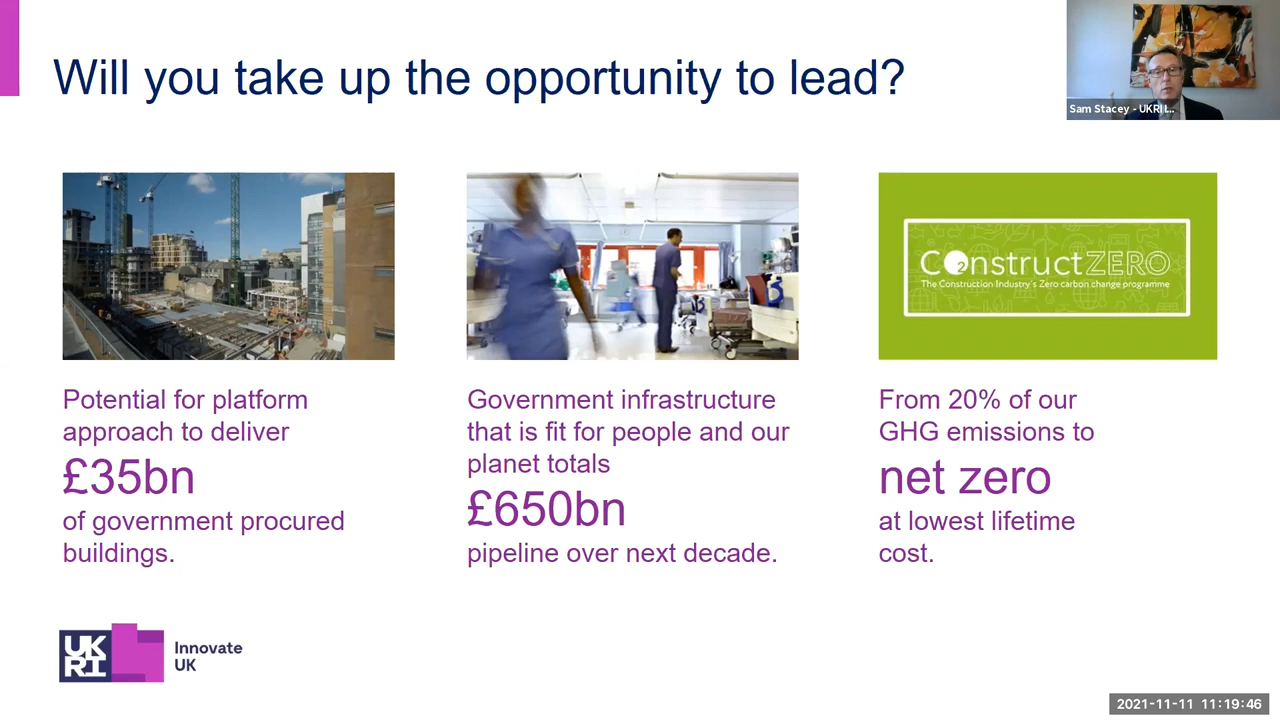 Will you take up the opportunity to lead?
Sam Stacey - UKRI I...
CO2nstructZERO
The Construction Industry's Zero carbon change programme
Potential for platform
approach to deliver
£35bn
of government procured
buildings.
Government infrastructure
that is fit for people and our
planet totals
£650bn
pipeline over next decade.
From 20% of our
GHG emissions to
net zero
at lowest lifetime
cost.
UK
RI
Innovate
UK
2021-11-11 11:19:46